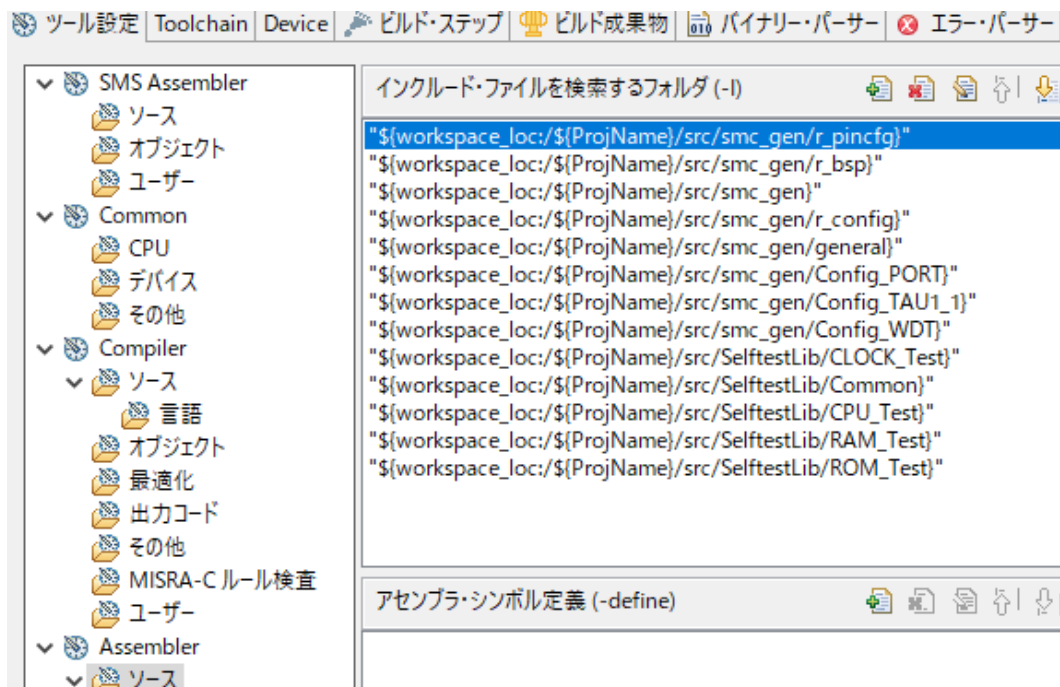 ツール設定 Toolchain Device ビルド・ステップ ビルド成果物 バイナリー・パーサー エラー・パーサー
SMS Assembler
ソース
オブジェクト
ユーザー
Common
CPU
デバイス
その他
Compiler
ソース
言語
オブジェクト
最適化
出力コード
その他
MISRA-C ルール検査
ユーザー
Assembler
ソース
インクルード・ファイルを検索するフォルダ (-I)
"${workspace_loc:/${ProjName}/src/smc_gen/r_pincfg}"
"${workspace_loc:/${ProjName}/src/smc_gen/r_bsp}"
"${workspace_loc:/${ProjName}/src/smc_gen}"
"${workspace_loc:/${ProjName}/src/smc_gen/r_config}"
"${workspace_loc:/${ProjName}/src/smc_gen/general}"
"${workspace_loc:/${ProjName}/src/smc_gen/Config_PORT}"
"${workspace_loc:/${ProjName}/src/smc_gen/Config_TAU1_1}"
"${workspace_loc:/${ProjName}/src/smc_gen/Config_WDT}"
"${workspace_loc:/${ProjName}/src/SelftestLib/CLOCK_Test}"
"${workspace_loc:/${ProjName}/src/SelftestLib/Common}"
"${workspace_loc:/${ProjName}/src/SelftestLib/CPU_Test}"
"${workspace_loc:/${ProjName}/src/SelftestLib/RAM_Test}"
"${workspace_loc:/${ProjName}/src/SelftestLib/ROM_Test}"
アセンブラ・シンボル定義 (-define)